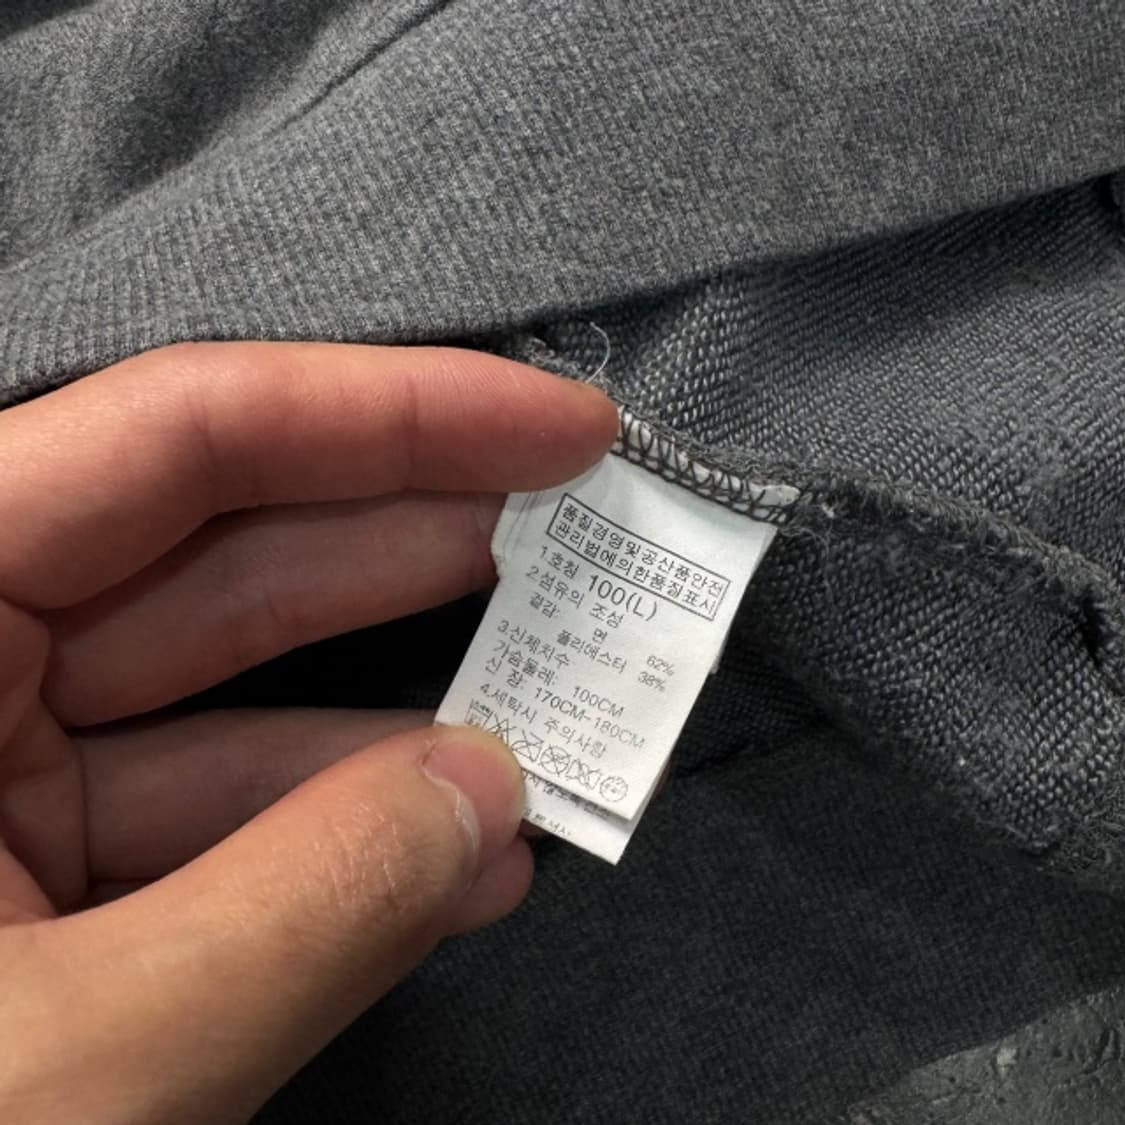 품질경영및공산품안전
관리법에의한품질표시
1.호칭 100(L)
2.섬유의 조성
겉감: 면 62%
폴리에스터 38%
3.신체치수
가슴둘레: 100CM
신 장: 170CM-180CM
4.세탁시 주의사항